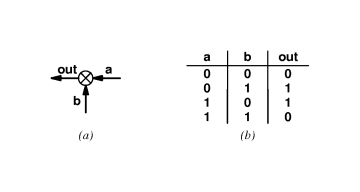 out a
b
(a)
a b out
0 0 0
0 1 1
1 0 1
1 1 0
(b)